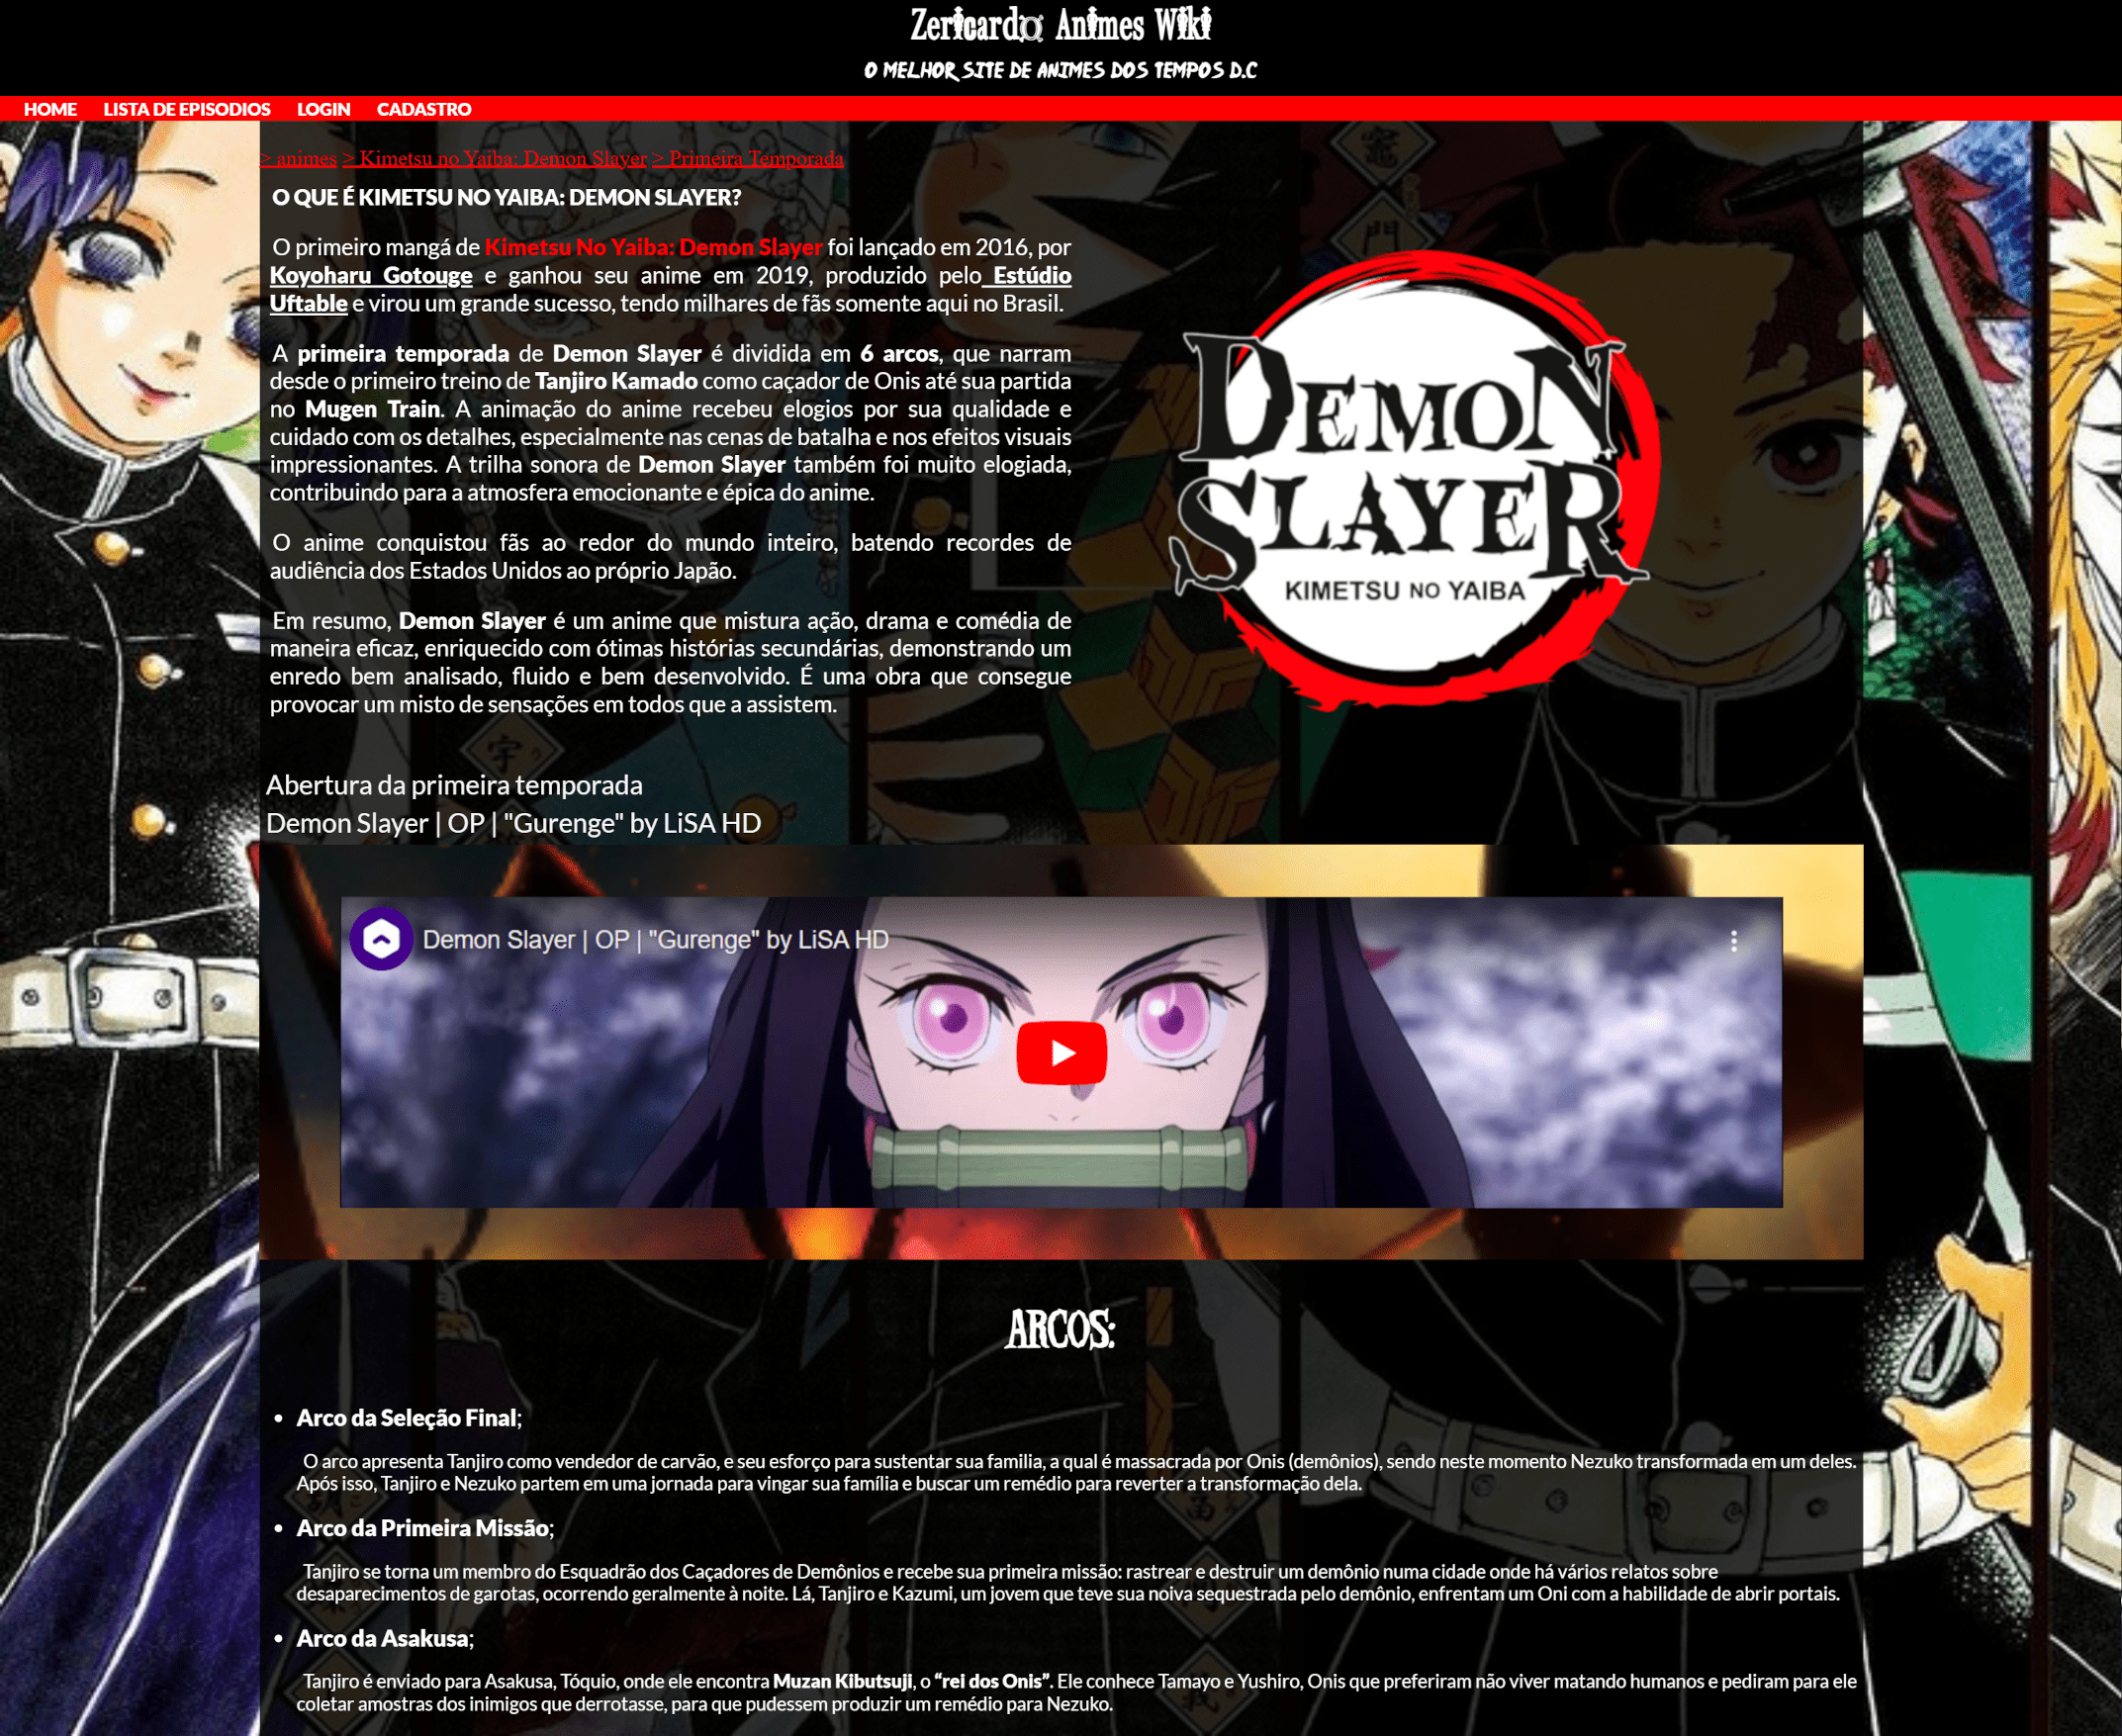 Zericardo Animes Wiki
O MELHOR SITE DE ANIMES DOS TEMPOS D.C
HOME LISTA DE EPISODIOS LOGIN CADASTRO
> animes > Kimetsu no Yaiba: Demon Slayer > Primeira Temporada
O QUE É KIMETSU NO YAIBA: DEMON SLAYER?
O primeiro mangá de Kimetsu No Yaiba: Demon Slayer foi lançado em 2016, por
Koyoharu Gotouge e ganhou seu anime em 2019, produzido pelo Estúdio
Uftable e virou um grande sucesso, tendo milhares de fãs somente aqui no Brasil.
A primeira temporada de Demon Slayer é dividida em 6 arcos, que narram
desde o primeiro treino de Tanjiro Kamado como caçador de Onis até sua partida
no Mugen Train. A animação do anime recebeu elogios por sua qualidade e
cuidado com os detalhes, especialmente nas cenas de batalha e nos efeitos visuais
impressionantes. A trilha sonora de Demon Slayer também foi muito elogiada,
contribuindo para a atmosfera emocionante e épica do anime.
O anime conquistou fãs ao redor do mundo inteiro, batendo recordes de
audiência dos Estados Unidos ao próprio Japão.
Em resumo, Demon Slayer é um anime que mistura ação, drama e comédia de
maneira eficaz, enriquecido com ótimas histórias secundárias, demonstrando um
enredo bem analisado, fluido e bem desenvolvido. É uma obra que consegue
provocar um misto de sensações em todos que a assistem.
DEMON
SLAYER
KIMETSU NO YAIBA
Abertura da primeira temporada
Demon Slayer | OP | "Gurenge" by LiSA HD
Demon Slayer | OP | "Gurenge" by LiSA HD
ARCOS:
• Arco da Seleção Final;
O arco apresenta Tanjiro como vendedor de carvão, e seu esforço para sustentar sua familia, a qual é massacrada por Onis (demônios), sendo neste momento Nezuko transformada em um deles.
Após isso, Tanjiro e Nezuko partem em uma jornada para vingar sua família e buscar um remédio para reverter a transformação dela.
• Arco da Primeira Missão;
Tanjiro se torna um membro do Esquadrão dos Caçadores de Demônios e recebe sua primeira missão: rastrear e destruir um demônio numa cidade onde há vários relatos sobre
desaparecimentos de garotas, ocorrendo geralmente à noite. Lá, Tanjiro e Kazumi, um jovem que teve sua noiva sequestrada pelo demônio, enfrentam um Oni com a habilidade de abrir portais.
• Arco da Asakusa;
Tanjiro é enviado para Asakusa, Tóquio, onde ele encontra Muzan Kibutsuji, o “rei dos Onis”. Ele conhece Tamayo e Yushiro, Onis que preferiram não viver matando humanos e pediram para ele
coletar amostras dos inimigos que derrotasse, para que pudessem produzir um remédio para Nezuko.